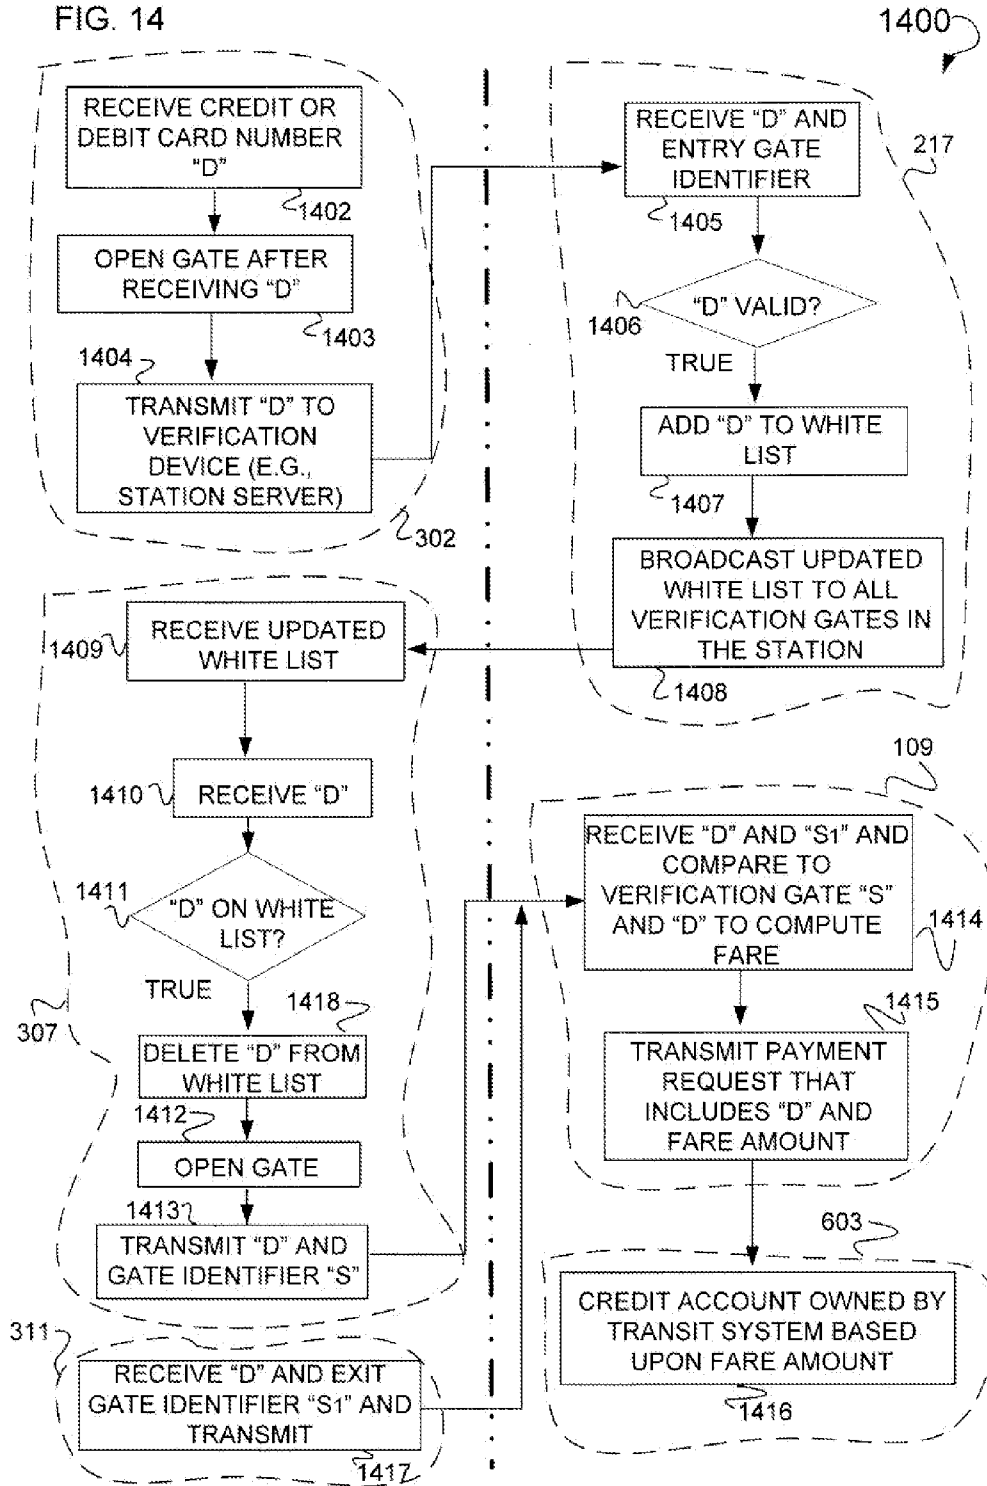 FIG. 14
1400
RECEIVE CREDIT OR
DEBIT CARD NUMBER
“D”
1402
OPEN GATE AFTER
RECEIVING “D”
1403
1404
TRANSMIT “D” TO
VERIFICATION
DEVICE (E.G.,
STATION SERVER)
302
RECEIVE “D” AND
ENTRY GATE
IDENTIFIER
217
1405
“D” VALID?
1406
TRUE
ADD “D” TO WHITE
LIST
1407
BROADCAST UPDATED
WHITE LIST TO ALL
VERIFICATION GATES IN
THE STATION
1408
RECEIVE UPDATED
WHITE LIST
1409
RECEIVE “D”
1410
1411
“D” ON WHITE
LIST?
TRUE
1418
307
DELETE “D” FROM
WHITE LIST
1412
OPEN GATE
1413
TRANSMIT “D” AND
GATE IDENTIFIER “S”
311
RECEIVE “D” AND EXIT
GATE IDENTIFIER “S1” AND
TRANSMIT
1417
109
RECEIVE “D” AND “S1” AND
COMPARE TO
VERIFICATION GATE “S”
AND “D” TO COMPUTE
FARE
1414
1415
TRANSMIT PAYMENT
REQUEST THAT
INCLUDES “D” AND
FARE AMOUNT
603
CREDIT ACCOUNT OWNED BY
TRANSIT SYSTEM BASED
UPON FARE AMOUNT
1416